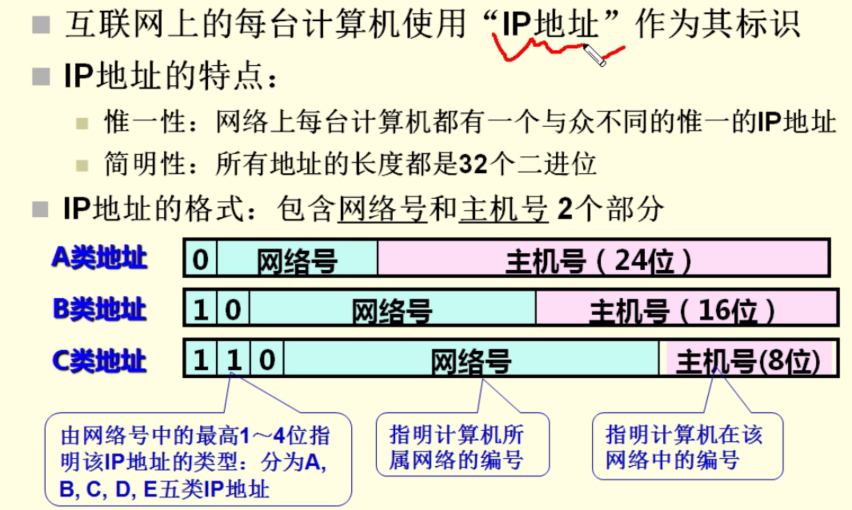 互联网上的每台计算机使用“IP地址”作为其标识
IP地址的特点：
惟一性：网络上每台计算机都有一个与众不同的惟一的IP地址
简明性：所有地址的长度都是32个二进位
IP地址的格式：包含网络号和主机号 2个部分
A类地址 0 网络号 主机号（24位）
B类地址 1 0 网络号 主机号（16位）
C类地址 1 1 0 网络号 主机号(8位)
由网络号中的最高1～4位指
明该IP地址的类型：分为A,
B, C, D, E五类IP地址
指明计算机所
属网络的编号
指明计算机在该
网络中的编号